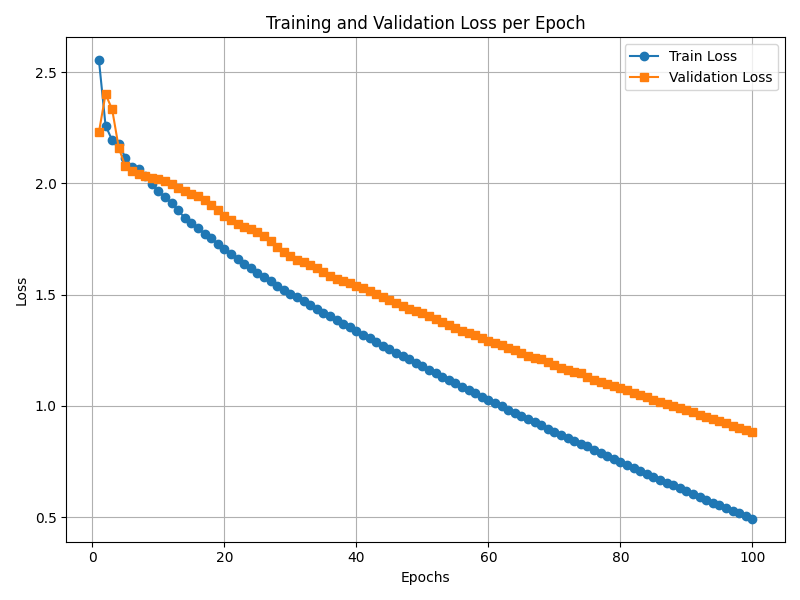 Training and Validation Loss per Epoch
Train Loss
Validation Loss
2.5
2.0
1.5
1.0
0.5
Loss
0 20 40 60 80 100
Epochs